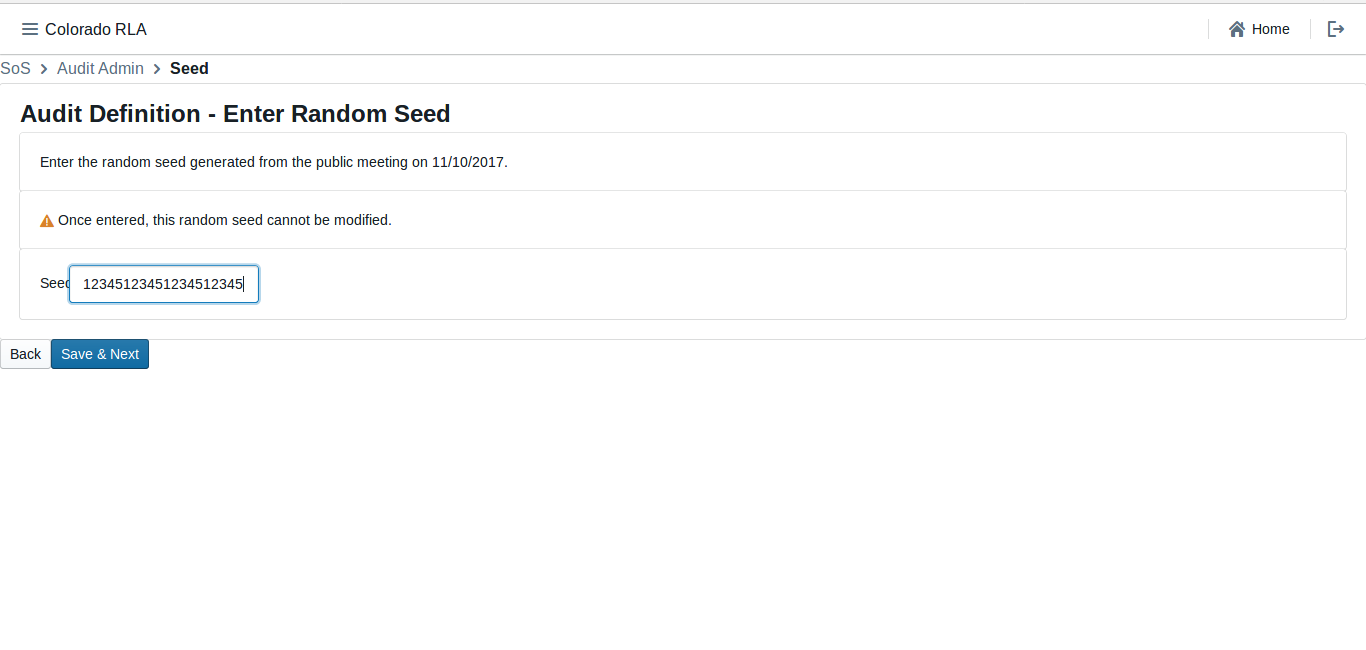 Colorado RLA Home
SoS Audit Admin Seed
Audit Definition - Enter Random Seed
Enter the random seed generated from the public meeting on 11/10/2017.
Once entered, this random seed cannot be modified.
Seed 12345123451234512345
Back Save & Next